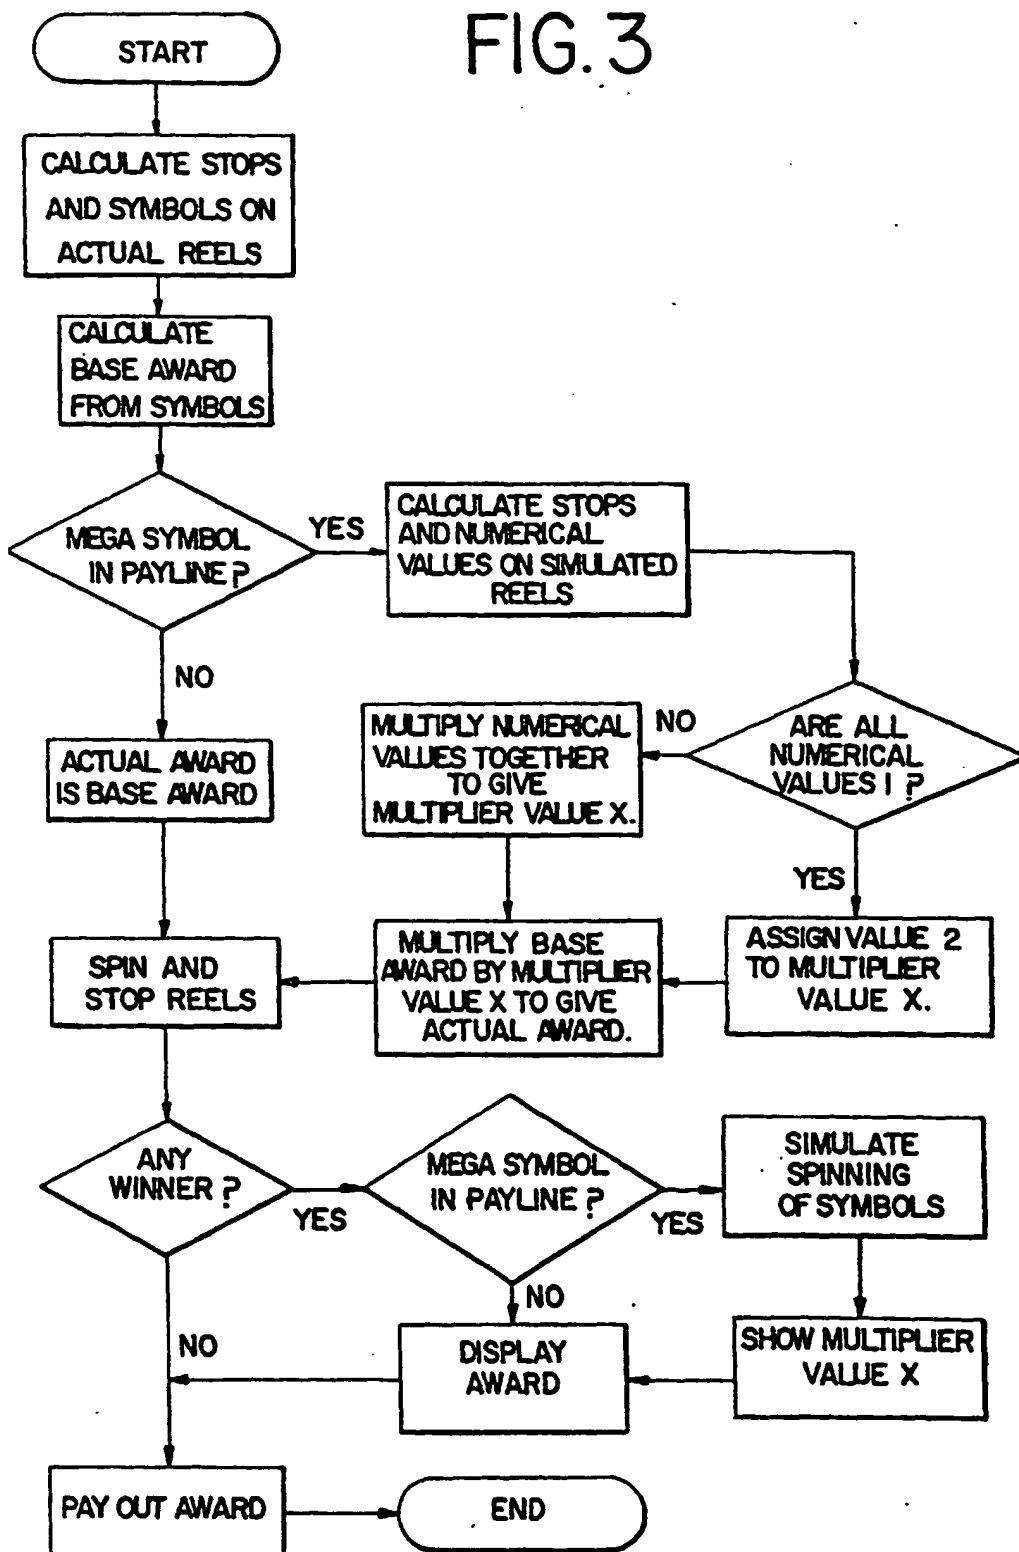 FIG. 3
START
CALCULATE STOPS
AND SYMBOLS ON
ACTUAL REELS
CALCULATE
BASE AWARD
FROM SYMBOLS
MEGA SYMBOL
IN PAYLINE?
YES
CALCULATE STOPS
AND NUMERICAL
VALUES ON SIMULATED
REELS
NO
ARE ALL
NUMERICAL
VALUES 1?
NO
MULTIPLY NUMERICAL
VALUES TOGETHER
TO GIVE
MULTIPLIER VALUE X.
YES
ACTUAL AWARD
IS BASE AWARD
ASSIGN VALUE 2
TO MULTIPLIER
VALUE X.
MULTIPLY BASE
AWARD BY MULTIPLIER
VALUE X TO GIVE
ACTUAL AWARD.
SPIN AND
STOP REELS
ANY
WINNER?
YES
MEGA SYMBOL
IN PAYLINE?
YES
SIMULATE
SPINNING
OF SYMBOLS
NO
NO
SHOW MULTIPLIER
VALUE X
DISPLAY
AWARD
PAY OUT AWARD
END